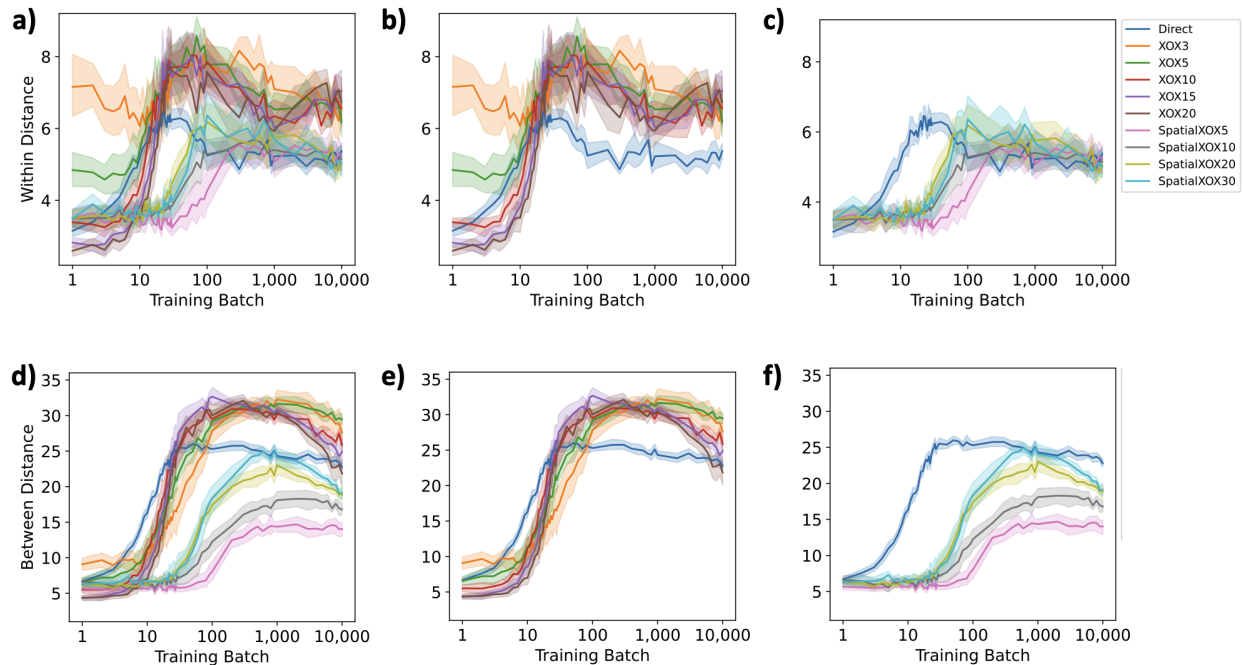 a)
b)
c)
Within Distance
8
6
4
1
10
100
1,000
10,000
Training Batch
8
6
4
1
10
100
1,000
10,000
Training Batch
8
6
4
1
10
100
1,000
10,000
Training Batch
Direct
XOX3
XOX5
XOX10
XOX15
XOX20
SpatialXOX5
SpatialXOX10
SpatialXOX20
SpatialXOX30
d)
e)
f)
Between Distance
35
30
25
20
15
10
5
1
10
100
1,000
10,000
Training Batch
35
30
25
20
15
10
5
1
10
100
1,000
10,000
Training Batch
35
30
25
20
15
10
5
1
10
100
1,000
10,000
Training Batch